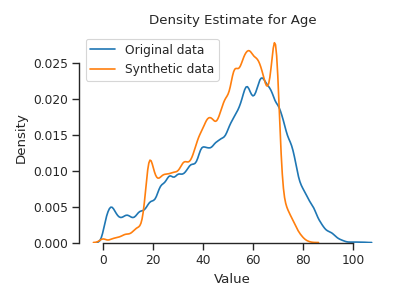 Density Estimate for Age
Original data
Synthetic data
0.025
0.020
0.015
0.010
0.005
0.000
Density
0 20 40 60 80 100
Value